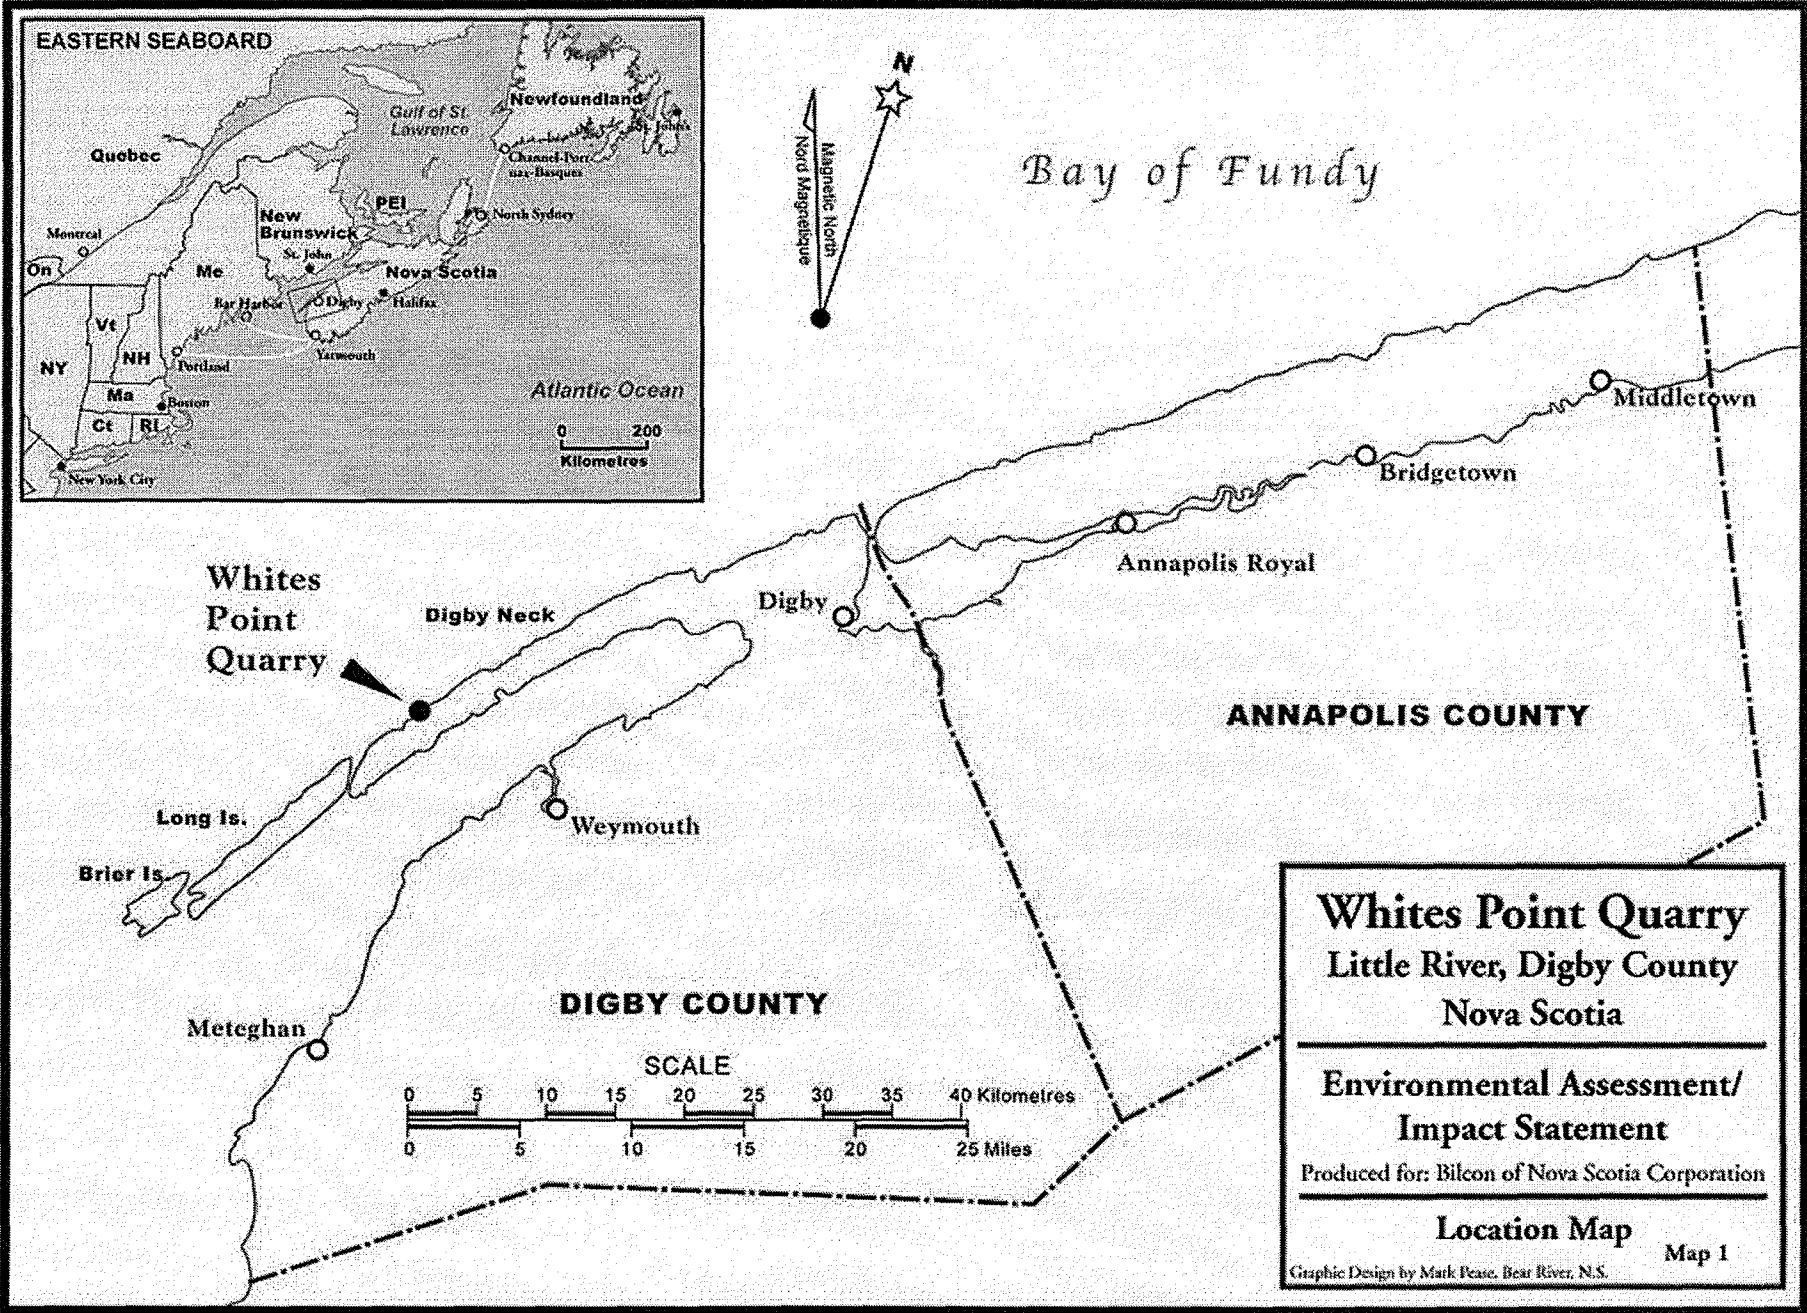 EASTERN SEABOARD
Newfoundland
Gulf of St.
Lawrence
St. John's
Quebec
Channel-Port-
aux-Basques
PEI
New
Brunswick
North Sydney
Montreal
St. John
On
Me
Nova Scotia
Bar Harbor
Digby
Halifax
Vt
NH
Yarmouth
NY
Portland
Ma
Boston
Atlantic Ocean
Ct
RI
0 200
Kilometres
New York City
N
Magnetic North
Nord Magnetique
Bay of Fundy
Middletown
Bridgetown
Annapolis Royal
Whites
Point
Quarry
Digby Neck
Digby
ANNAPOLIS COUNTY
Long Is.
Weymouth
Brier Is.
DIGBY COUNTY
Meteghan
SCALE
0 5 10 15 20 25 30 35 40 Kilometres
0 5 10 15 20 25 Miles
Whites Point Quarry
Little River, Digby County
Nova Scotia
Environmental Assessment/
Impact Statement
Produced for: Bilcon of Nova Scotia Corporation
Location Map
Map 1
Graphic Design by Mark Pease, Bear River, N.S.